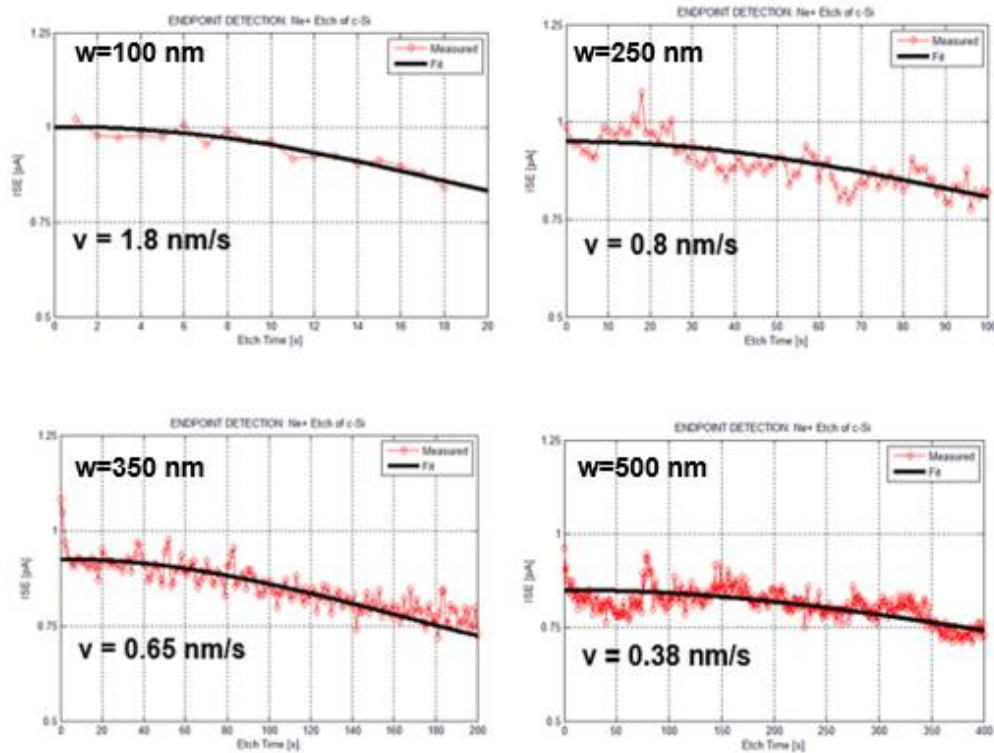 ENDPOINT DETECTION: Ne+ Etch of c-Si
1.25
w=100 nm
Measured
Fit
1
ISE [pA]
0.75
v = 1.8 nm/s
0.5
0 2 4 6 8 10 12 14 16 18 20
Etch Time [s]
ENDPOINT DETECTION: Ne+ Etch of c-Si
1.25
w=250 nm
Measured
Fit
1
ISE [pA]
0.75
v = 0.8 nm/s
0.5
0 10 20 30 40 50 60 70 80 90 100
Etch Time [s]
ENDPOINT DETECTION: Ne+ Etch of c-Si
1.25
w=350 nm
Measured
Fit
1
ISE [pA]
0.75
v = 0.65 nm/s
0.5
0 20 40 60 80 100 120 140 160 180 200
Etch Time [s]
ENDPOINT DETECTION: Ne+ Etch of c-Si
1.25
w=500 nm
Measured
Fit
1
ISE [pA]
0.75
v = 0.38 nm/s
0.5
0 50 100 150 200 250 300 350 400
Etch Time [s]